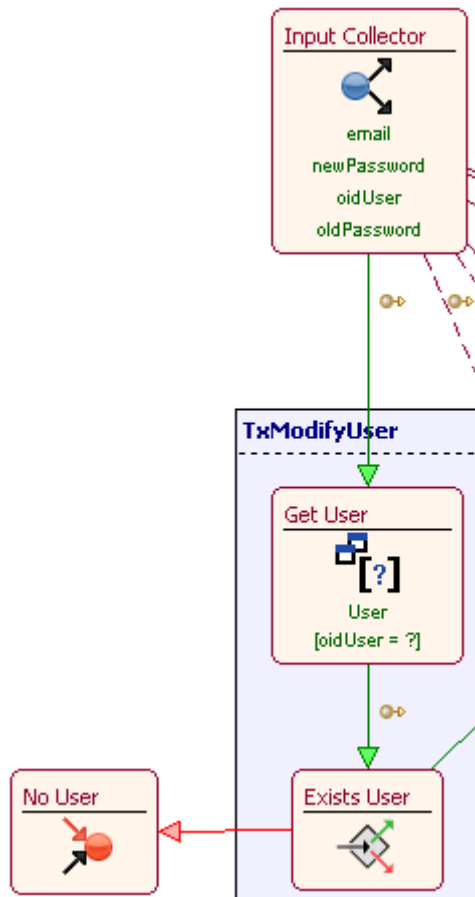 Input Collector
email
newPassword
oidUser
oldPassword
TxModifyUser
Get User
[?]
User
[oidUser = ?]
No User
Exists User